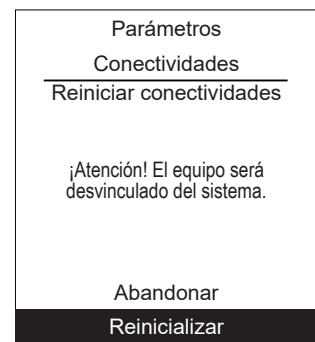 Parámetros
Conectividades
Reiniciar conectividades
¡Atención! El equipo será
desvinculado del sistema.
Abandonar
Reinicializar